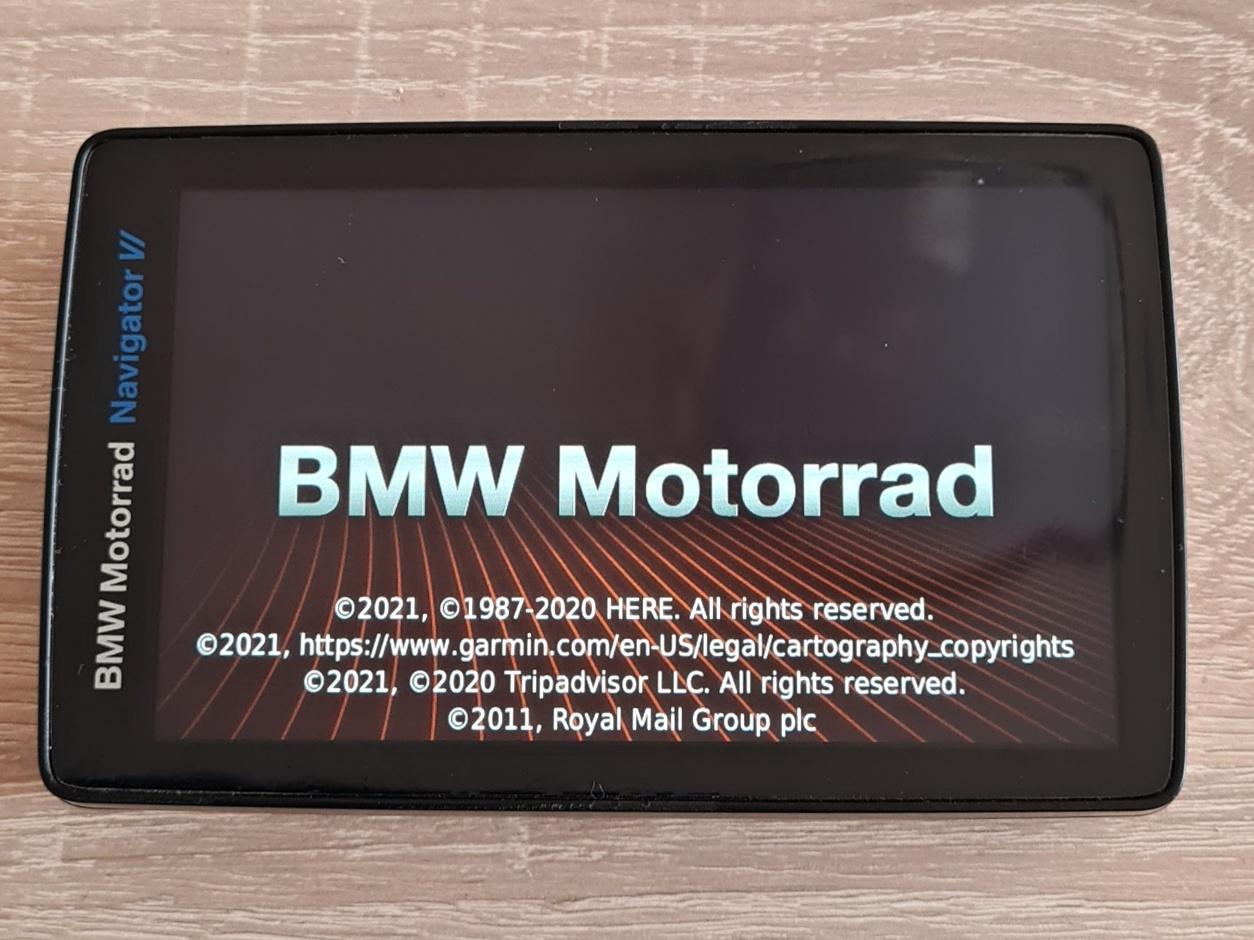 BMW Motorrad Navigator VI
BMW Motorrad
©2021, ©1987-2020 HERE. All rights reserved.
©2021, https://www.garmin.com/en-US/legal/cartography_copyrights
©2021, ©2020 Tripadvisor LLC. All rights reserved.
©2011, Royal Mail Group plc